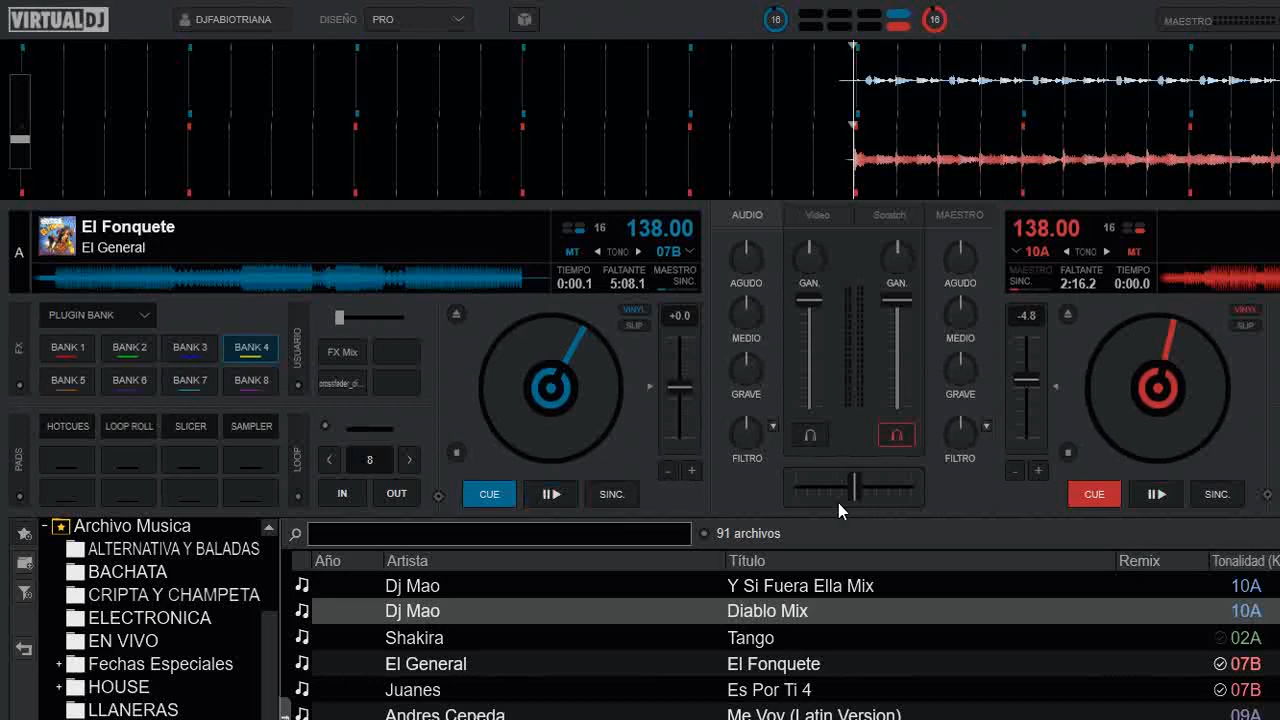 VIRTUALDJ
DJFABIOTRIANA
DISEÑO
PRO
16
16
MAESTRO
A
El Fonquete
El General
16
138.00
MT
TONO
07B
TIEMPO
FALTANTE
MAESTRO
0:00.1
5:08.1
SINC.
AUDIO
Video
Scratch
MAESTRO
138.00
16
10A
TONO
MT
MAESTRO
FALTANTE
TIEMPO
SINC.
2:16.2
0:00.0
FX
PLUGIN BANK
BANK 1
BANK 2
BANK 3
BANK 4
BANK 5
BANK 6
BANK 7
BANK 8
USUARIO
FX Mix
VINYL
SLIP
+0.0
AGUDO
GAN.
GAN.
AGUDO
MEDIO
MEDIO
GRAVE
GRAVE
FILTRO
FILTRO
-4.8
VINYL
SLIP
PADS
HOTCUES
LOOP ROLL
SLICER
SAMPLER
LOOP
8
IN
OUT
CUE
SINC.
-
+
-
+
CUE
SINC.
- Archivo Musica
ALTERNATIVA Y BALADAS
BACHATA
CRIPTA Y CHAMPETA
ELECTRONICA
EN VIVO
+ Fechas Especiales
+ HOUSE
LLANERAS
91 archivos
Año
Artista
Título
Remix
Tonalidad (K
Dj Mao
Y Si Fuera Ella Mix
10A
Dj Mao
Diablo Mix
10A
Shakira
Tango
02A
El General
El Fonquete
07B
Juanes
Es Por Ti 4
07B
Andres Cepeda
Me Voy (Latin Version)
09A